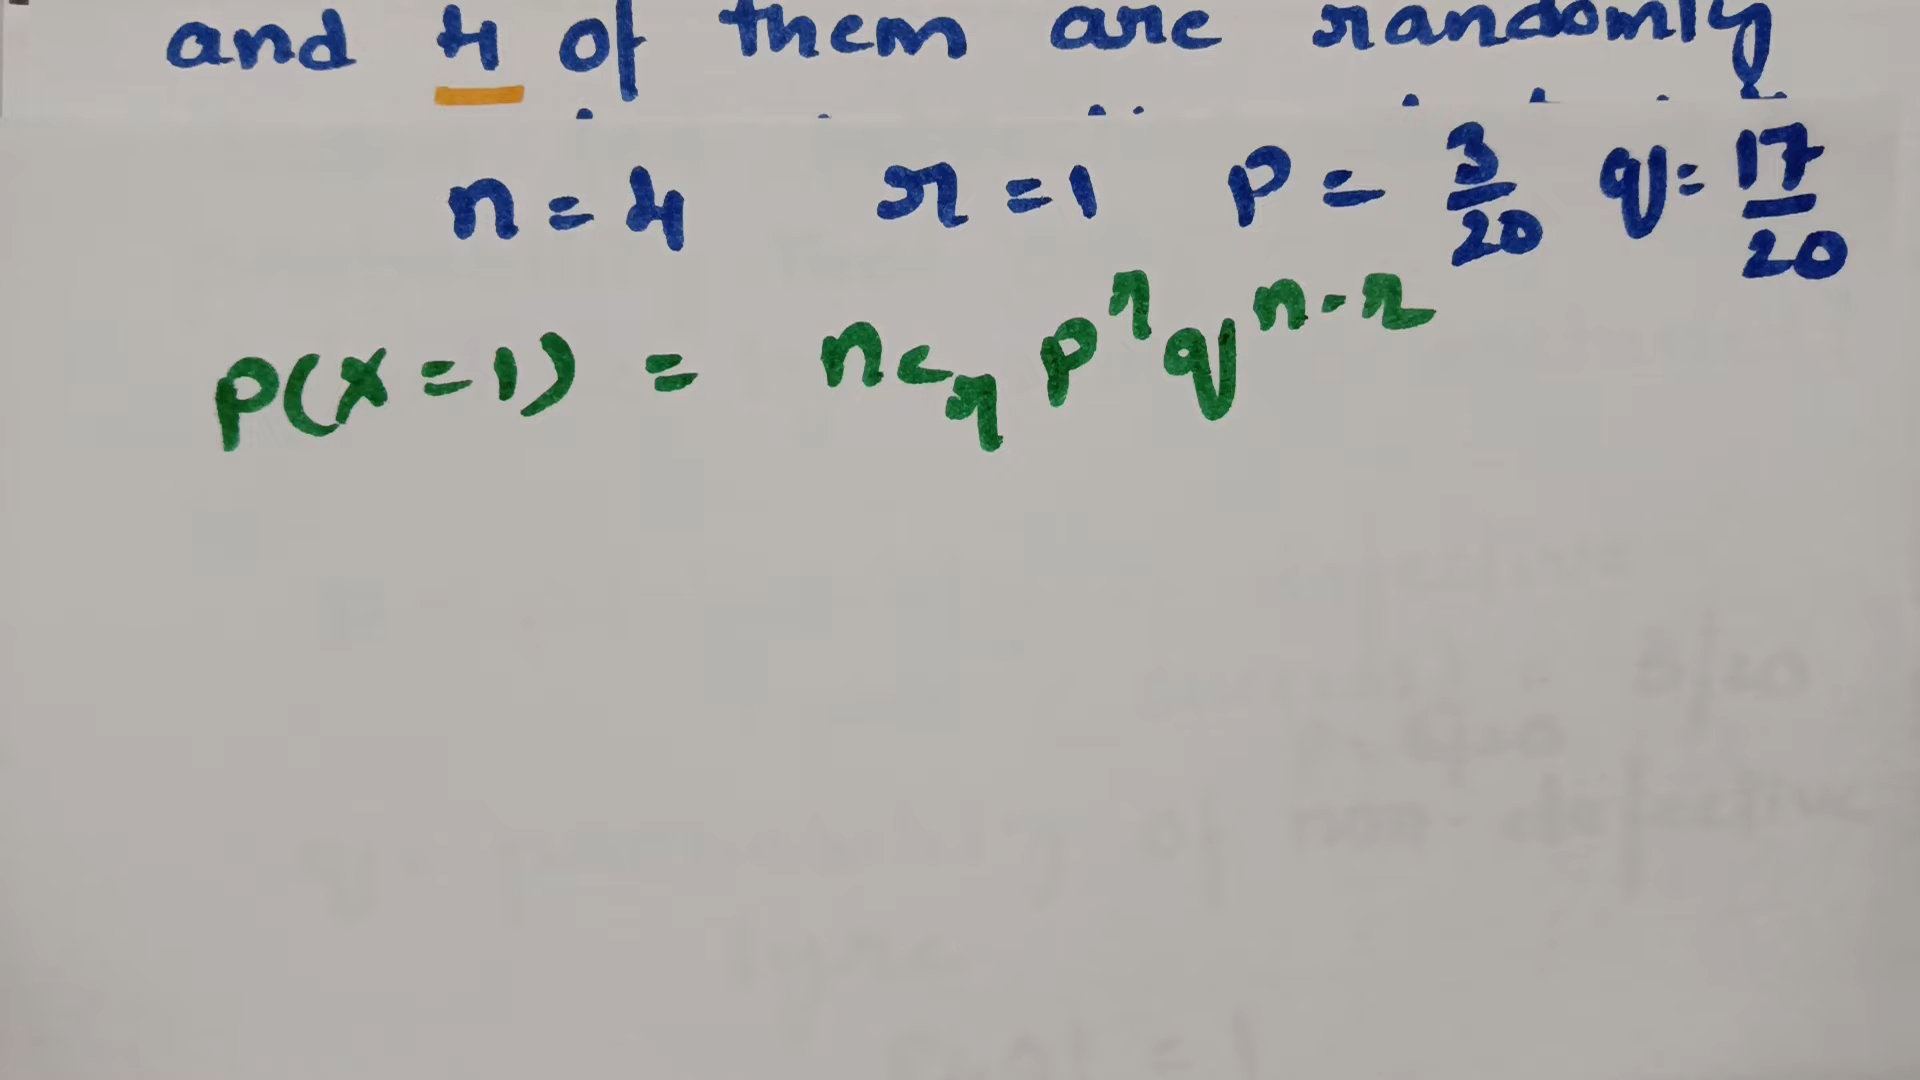 and 4 of them are randomly
n = 4 r = 1 p = 3/20 q = 17/20
P(X = 1) = nCr p^r q^n-r